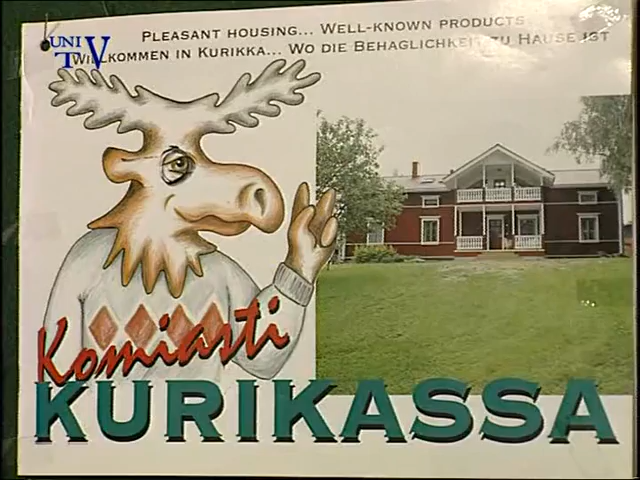 PLEASANT HOUSING... WELL-KNOWN PRODUCTS
UNI TV
WILLKOMMEN IN KURIKKA... WO DIE BEHAGLICHKEIT ZU HAUSE IST
Komiasti
KURIKASSA